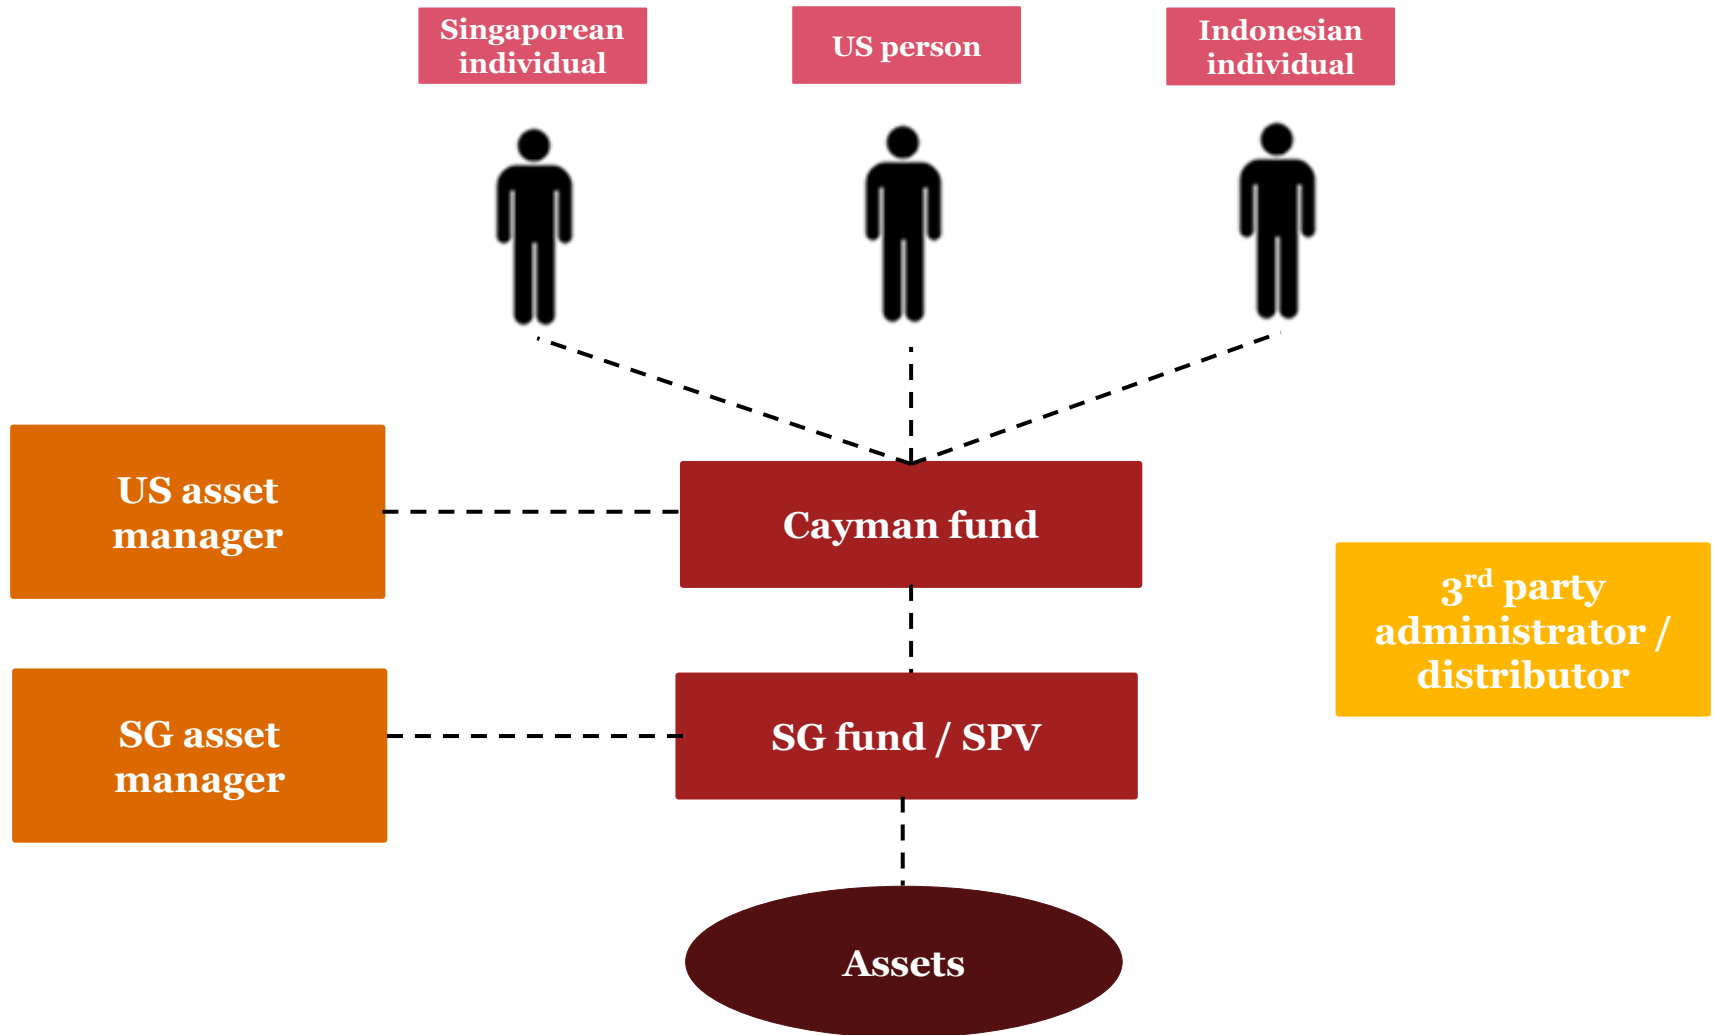 Singaporean
individual
US person
Indonesian
individual
US asset
manager
Cayman fund
3rd party
administrator /
distributor
SG asset
manager
SG fund / SPV
Assets